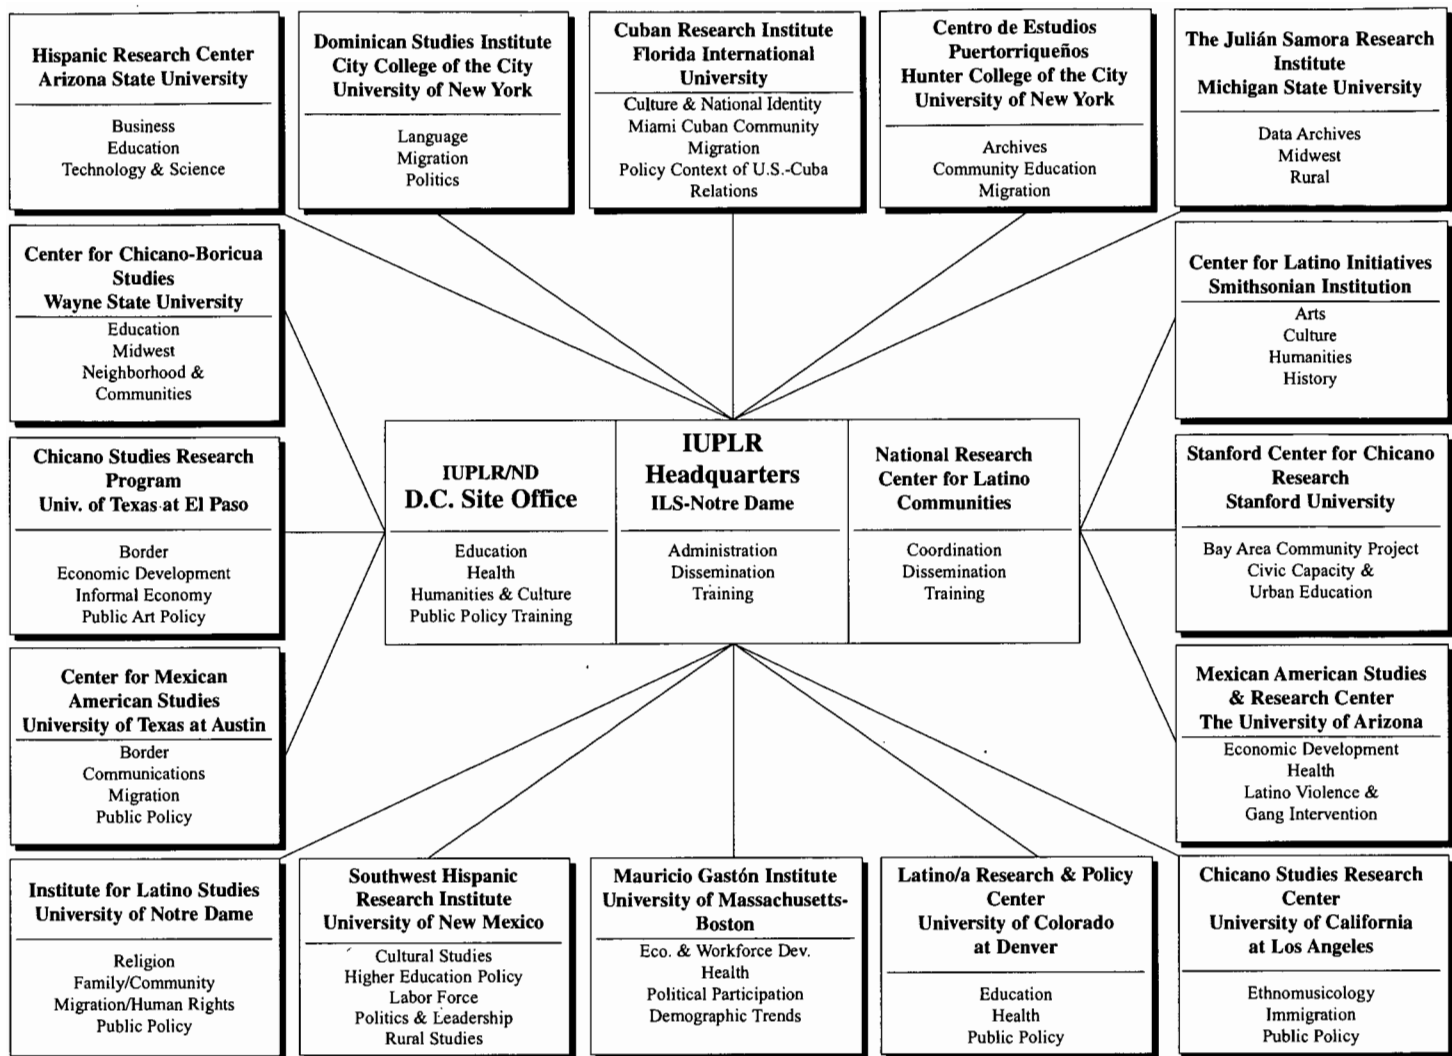 Hispanic Research Center
Arizona State University
Business
Education
Technology & Science
Dominican Studies Institute
City College of the City
University of New York
Language
Migration
Politics
Cuban Research Institute
Florida International
University
Culture & National Identity
Miami Cuban Community
Migration
Policy Context of U.S.-Cuba
Relations
Centro de Estudios
Puertorriqueños
Hunter College of the City
University of New York
Archives
Community Education
Migration
The Julián Samora Research
Institute
Michigan State University
Data Archives
Midwest
Rural
Center for Chicano-Boricua
Studies
Wayne State University
Education
Midwest
Neighborhood &
Communities
Center for Latino Initiatives
Smithsonian Institution
Arts
Culture
Humanities
History
Chicano Studies Research
Program
Univ. of Texas at El Paso
Border
Economic Development
Informal Economy
Public Art Policy
IUPLR/ND
D.C. Site Office
Education
Health
Humanities & Culture
Public Policy Training
IUPLR
Headquarters
ILS-Notre Dame
Administration
Dissemination
Training
National Research
Center for Latino
Communities
Coordination
Dissemination
Training
Stanford Center for Chicano
Research
Stanford University
Bay Area Community Project
Civic Capacity &
Urban Education
Center for Mexican
American Studies
University of Texas at Austin
Border
Communications
Migration
Public Policy
Mexican American Studies
& Research Center
The University of Arizona
Economic Development
Health
Latino Violence &
Gang Intervention
Institute for Latino Studies
University of Notre Dame
Religion
Family/Community
Migration/Human Rights
Public Policy
Southwest Hispanic
Research Institute
University of New Mexico
Cultural Studies
Higher Education Policy
Labor Force
Politics & Leadership
Rural Studies
Mauricio Gastón Institute
University of Massachusetts-
Boston
Eco. & Workforce Dev.
Health
Political Participation
Demographic Trends
Latino/a Research & Policy
Center
University of Colorado
at Denver
Education
Health
Public Policy
Chicano Studies Research
Center
University of California
at Los Angeles
Ethnomusicology
Immigration
Public Policy